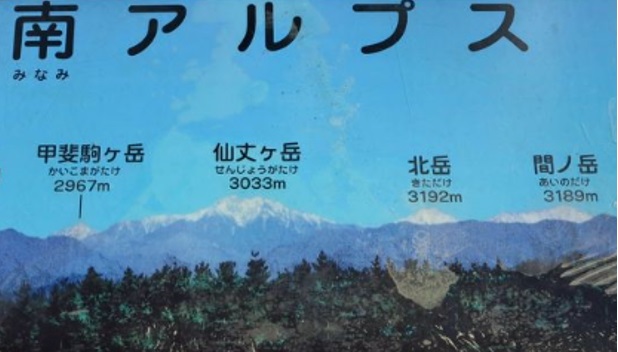 南アルプス
みなみ
甲斐駒ヶ岳
かいこまがたけ
2967m
仙丈ヶ岳
せんじょうがたけ
3033m
北岳
きただけ
3192m
間ノ岳
あいのだけ
3189m